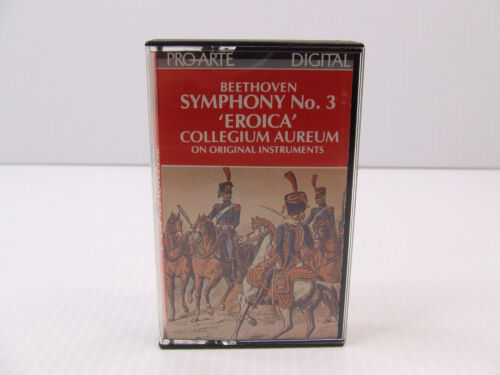 PRO ARTE DIGITAL
BEETHOVEN
SYMPHONY No. 3
'EROICA'
COLLEGIUM AUREUM
ON ORIGINAL INSTRUMENTS